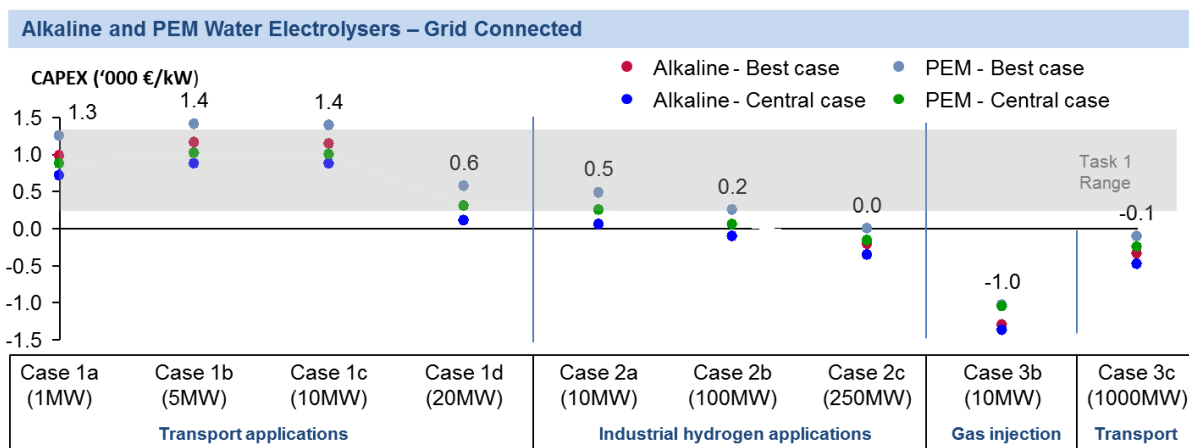 Alkaline and PEM Water Electrolysers – Grid Connected
CAPEX (‘000 €/kW)
Alkaline - Best case
PEM - Best case
Alkaline - Central case
PEM - Central case
1.3
1.4
1.4
0.6
0.5
0.2
0.0
-1.0
-0.1
Task 1
Range
1.5
1.0
0.5
0.0
-0.5
-1.0
-1.5
Case 1a
(1MW)
Case 1b
(5MW)
Case 1c
(10MW)
Case 1d
(20MW)
Case 2a
(10MW)
Case 2b
(100MW)
Case 2c
(250MW)
Case 3b
(10MW)
Case 3c
(1000MW)
Transport applications
Industrial hydrogen applications
Gas injection
Transport